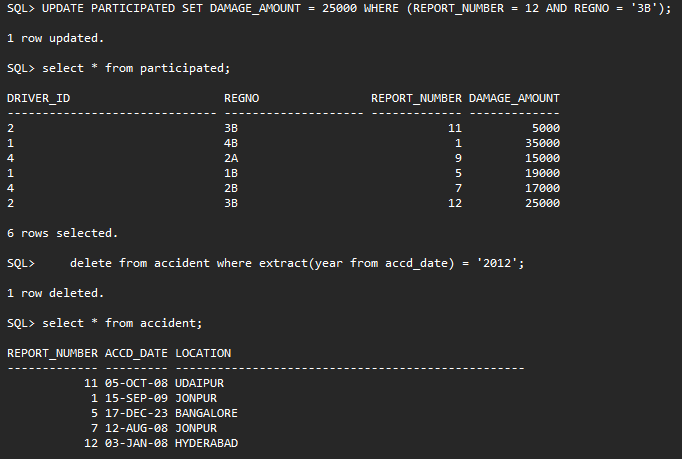 SQL> UPDATE PARTICIPATED SET DAMAGE_AMOUNT = 25000 WHERE (REPORT_NUMBER = 12 AND REGNO = '3B');
1 row updated.
SQL> select * from participated;
DRIVER_ID                      REGNO                REPORT_NUMBER DAMAGE_AMOUNT
------------------------------ -------------------- ------------- -------------
2                              3B                              11          5000
1                              4B                               1         35000
4                              2A                               9         15000
1                              1B                               5         19000
4                              2B                               7         17000
2                              3B                              12         25000
6 rows selected.
SQL>     delete from accident where extract(year from accd_date) = '2012';
1 row deleted.
SQL> select * from accident;
REPORT_NUMBER ACCD_DATE LOCATION
------------- --------- --------------------------------------------------
           11 05-OCT-08 UDAIPUR
            1 15-SEP-09 JONPUR
            5 17-DEC-23 BANGALORE
            7 12-AUG-08 JONPUR
           12 03-JAN-08 HYDERABAD